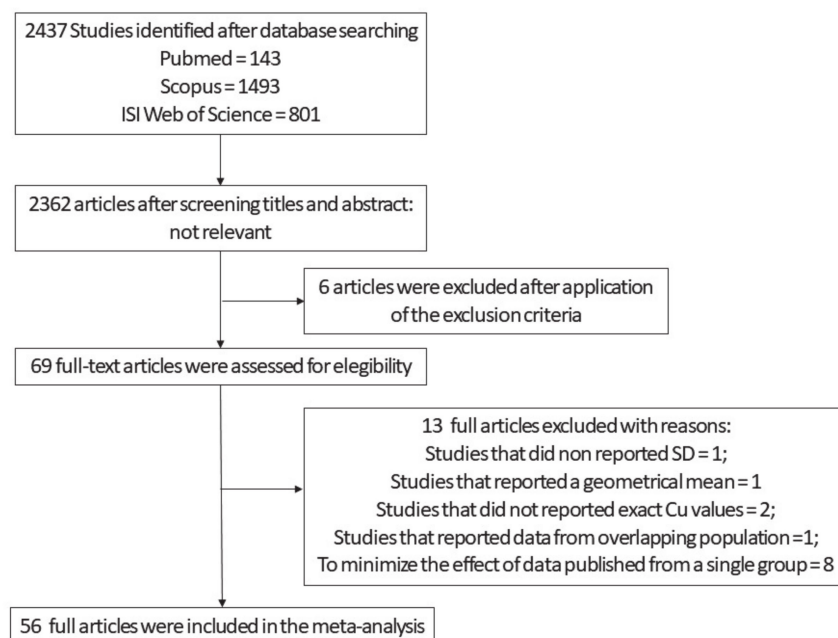 2437 Studies identified after database searching
Pubmed = 143
Scopus = 1493
ISI Web of Science = 801
2362 articles after screening titles and abstract:
not relevant
6 articles were excluded after application
of the exclusion criteria
69 full-text articles were assessed for elegibility
13 full articles excluded with reasons:
Studies that did non reported SD = 1;
Studies that reported a geometrical mean = 1
Studies that did not reported exact Cu values = 2;
Studies that reported data from overlapping population =1;
To minimize the effect of data published from a single group = 8
56 full articles were included in the meta-analysis